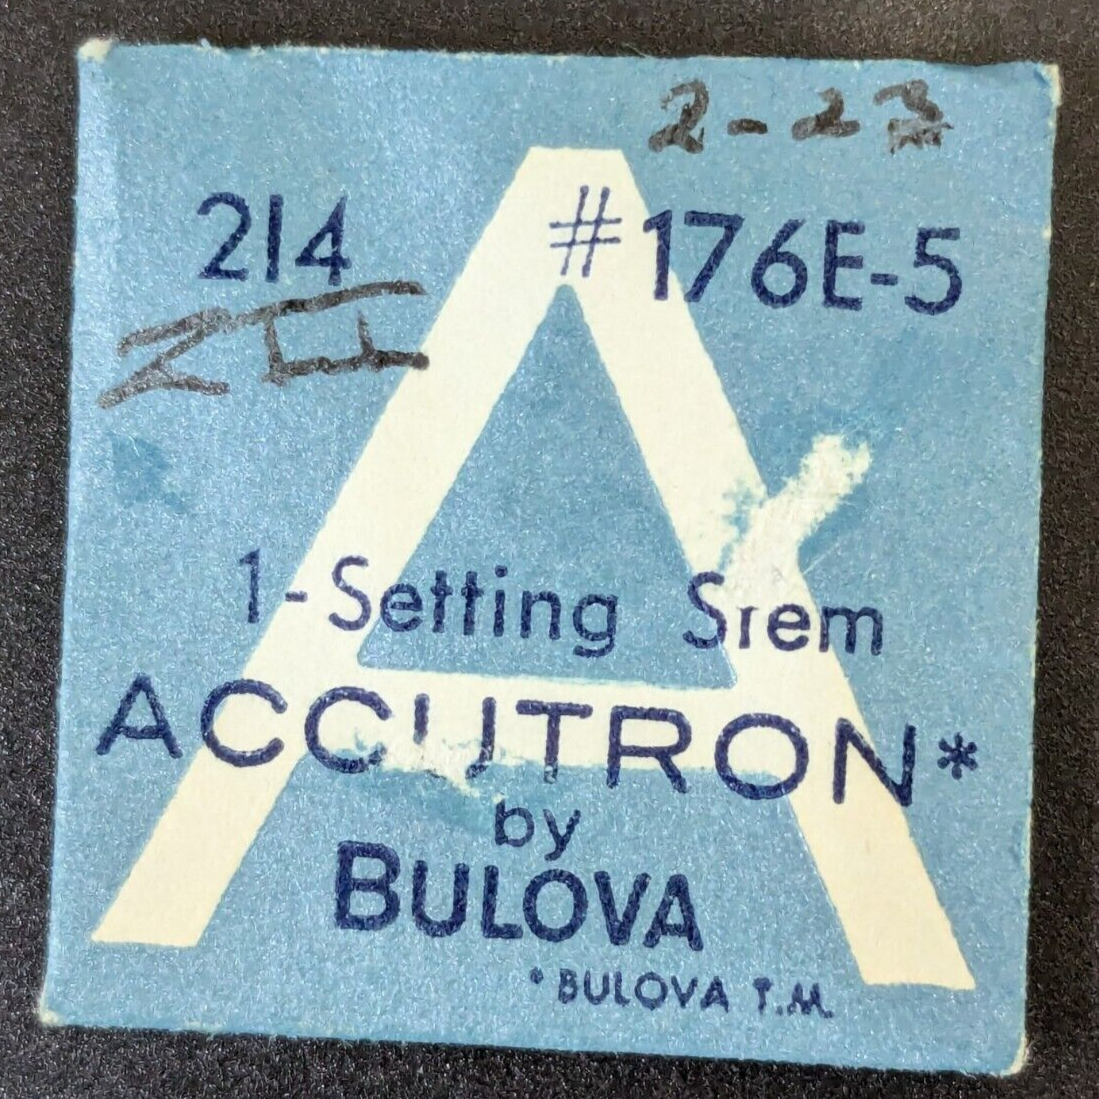 2-23
214 #176E-5
1-Setting Stem
ACCUTRON*
by
BULOVA
*BULOVA T.M.